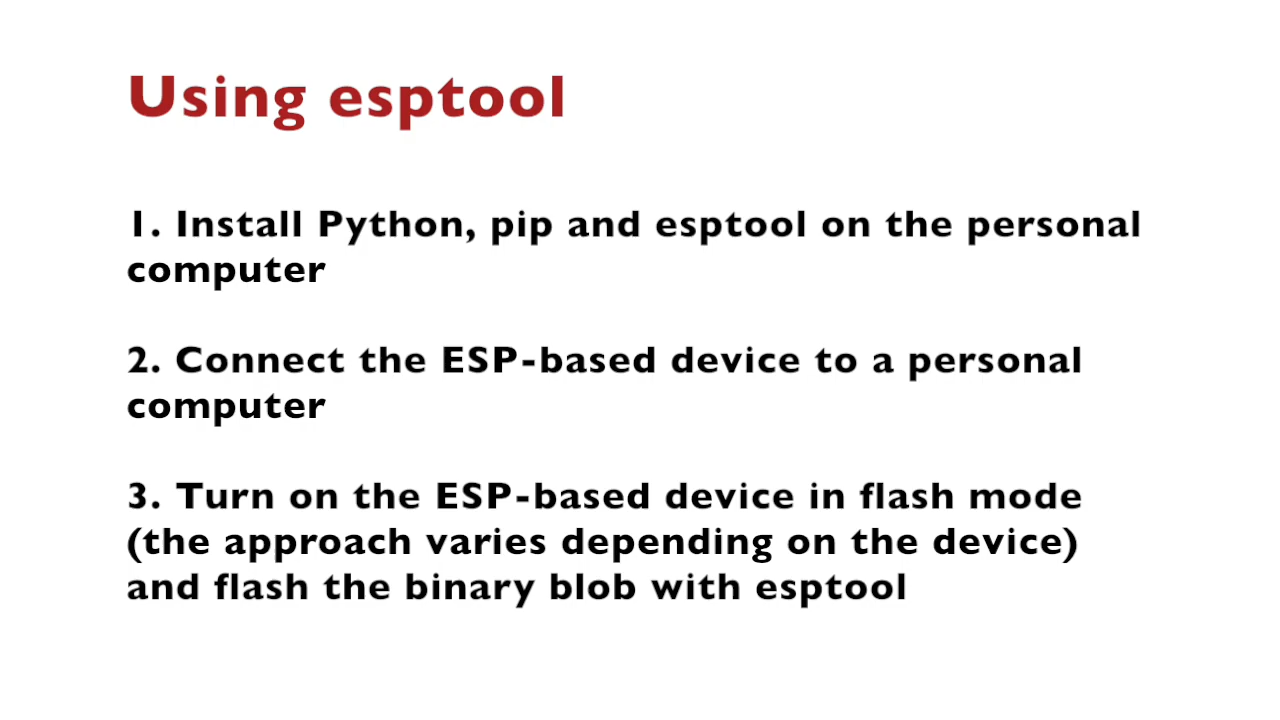 Using esptool
1. Install Python, pip and esptool on the personal
computer
2. Connect the ESP-based device to a personal
computer
3. Turn on the ESP-based device in flash mode
(the approach varies depending on the device)
and flash the binary blob with esptool